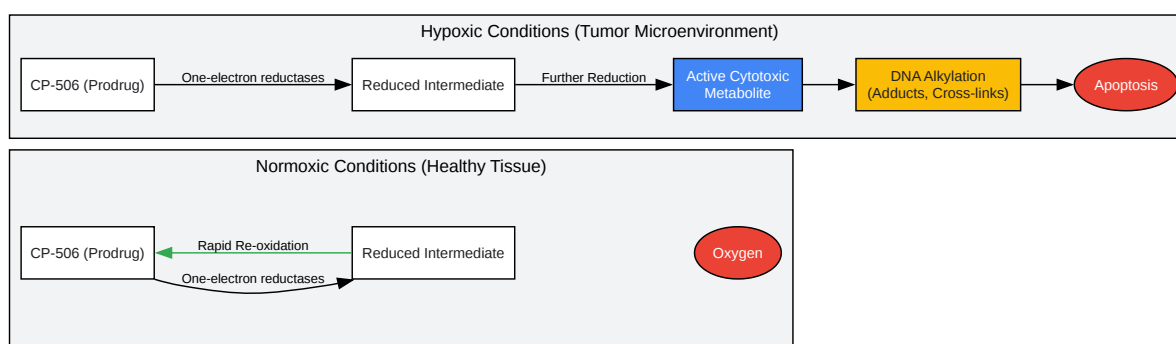 Hypoxic Conditions (Tumor Microenvironment)
CP-506 (Prodrug)
One-electron reductases
Reduced Intermediate
Further Reduction
Active Cytotoxic
Metabolite
DNA Alkylation
(Adducts, Cross-links)
Apoptosis
Normoxic Conditions (Healthy Tissue)
CP-506 (Prodrug)
Rapid Re-oxidation
One-electron reductases
Reduced Intermediate
Oxygen